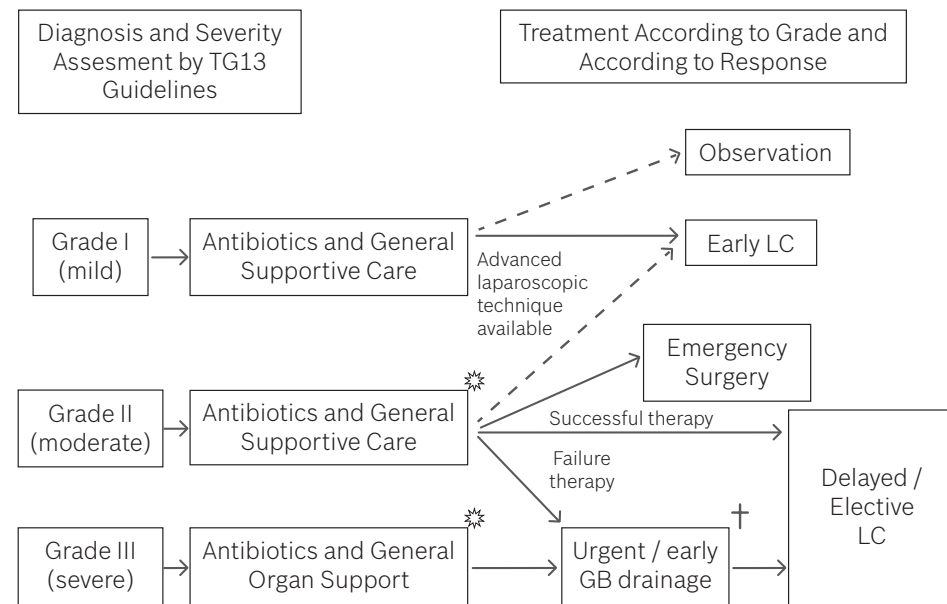 Diagnosis and Severity
Assesment by TG13
Guidelines
Treatment According to Grade and
According to Response
Observation
Grade I
(mild)
Antibiotics and General
Supportive Care
Early LC
Advanced
laparoscopic
technique
available
Emergency
Surgery
Grade II
(moderate)
Antibiotics and General
Supportive Care
Successful therapy
Failure
therapy
Delayed /
Elective
LC
Grade III
(severe)
Antibiotics and General
Organ Support
Urgent / early
GB drainage
†